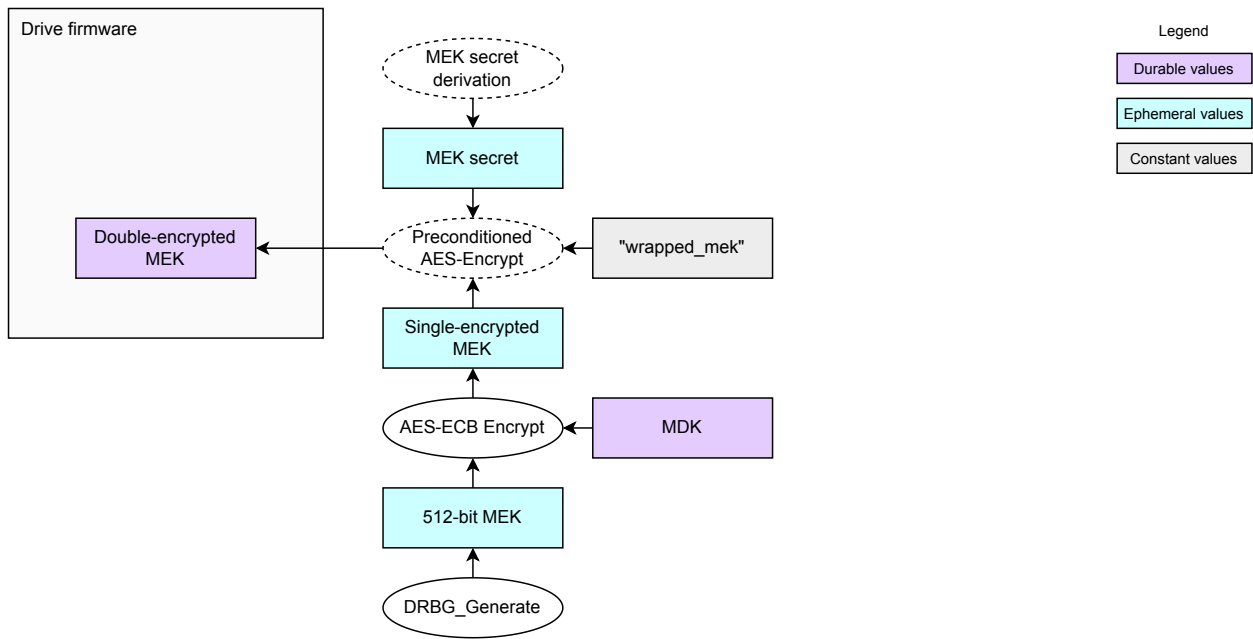 Drive firmware
Legend
MEK secret
derivation
Durable values
Ephemeral values
MEK secret
Constant values
Double-encrypted
MEK
Preconditioned
AES-Encrypt
"wrapped_mek"
Single-encrypted
MEK
AES-ECB Encrypt
MDK
512-bit MEK
DRBG_Generate